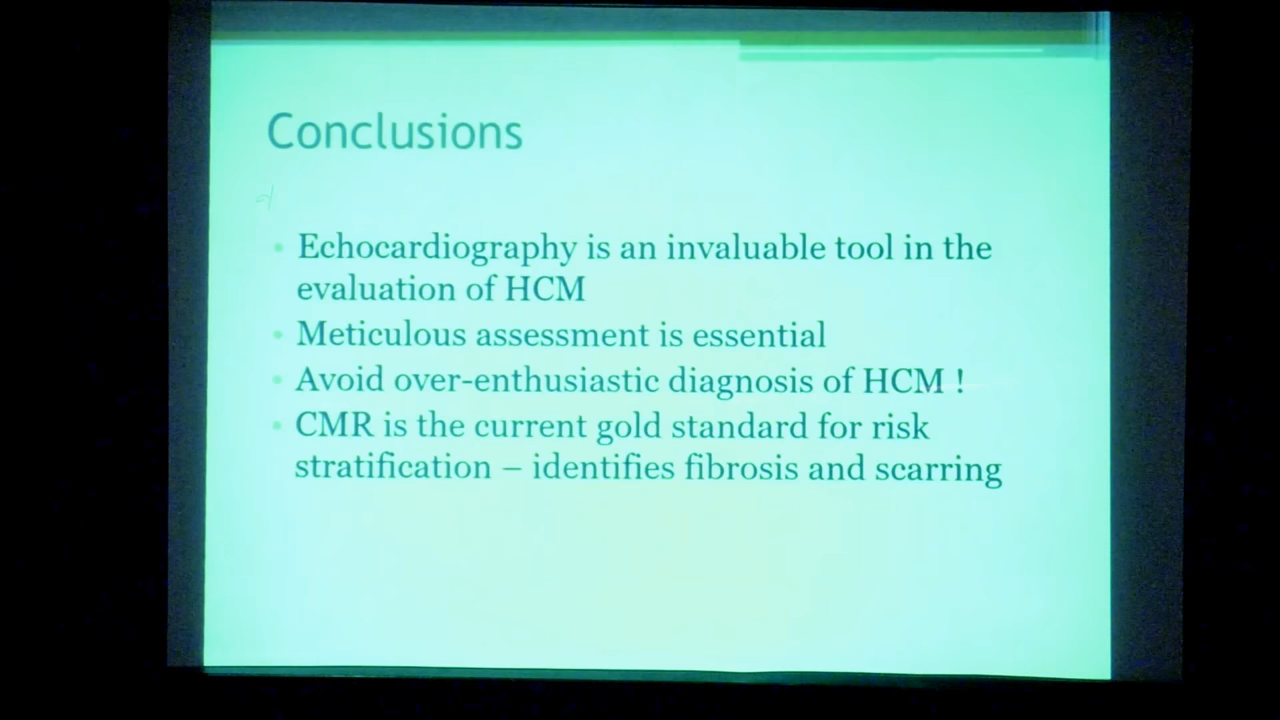 Conclusions
• Echocardiography is an invaluable tool in the
evaluation of HCM
• Meticulous assessment is essential
• Avoid over-enthusiastic diagnosis of HCM !
• CMR is the current gold standard for risk
stratification – identifies fibrosis and scarring